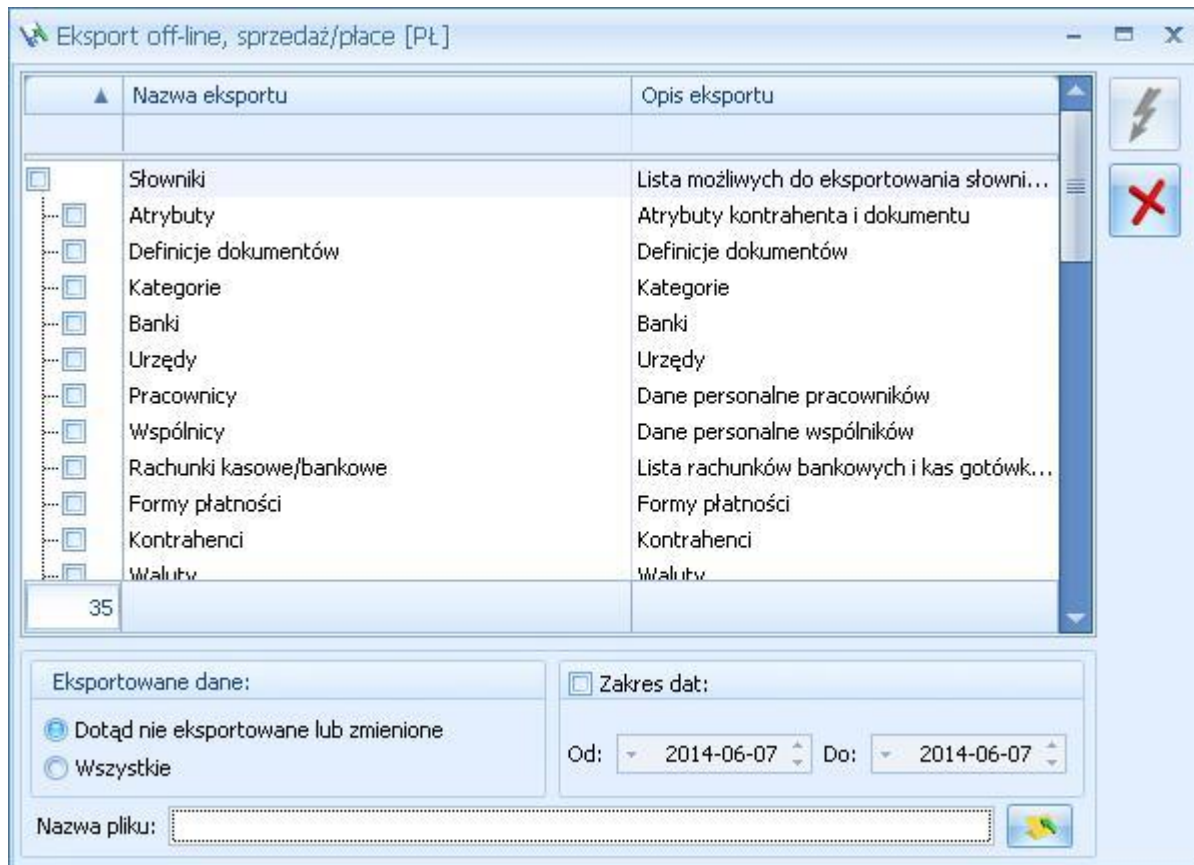 Eksport off-line, sprzedaż/płace [PŁ]
Nazwa eksportu Opis eksportu
Słowniki Lista możliwych do eksportowania słowni...
Atrybuty Atrybuty kontrahenta i dokumentu
Definicje dokumentów Definicje dokumentów
Kategorie Kategorie
Banki Banki
Urzędy Urzędy
Pracownicy Dane personalne pracowników
Wspólnicy Dane personalne wspólników
Rachunki kasowe/bankowe Lista rachunków bankowych i kas gotówk...
Formy płatności Formy płatności
Kontrahenci Kontrahenci
Waluty Waluty
35
Eksportowane dane: Zakres dat:
Dotąd nie eksportowane lub zmienione
Wszystkie
Od: 2014-06-07 Do: 2014-06-07
Nazwa pliku: